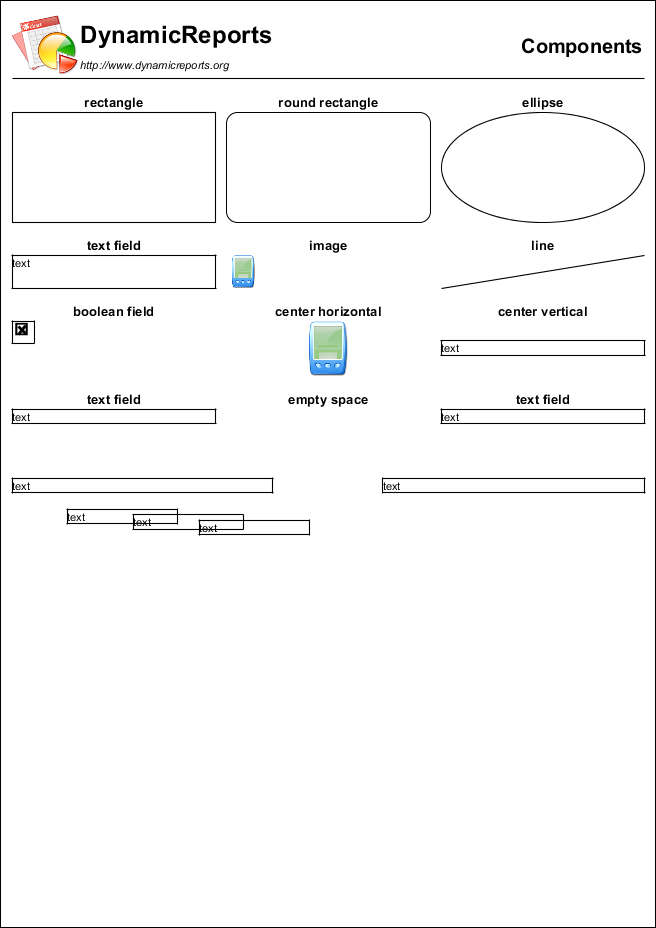 DynamicReports
http://www.dynamicreports.org
Components
rectangle
round rectangle
ellipse
text field
image
line
text
boolean field
center horizontal
center vertical
text
text field
empty space
text field
text
text
text
text
text
text
text